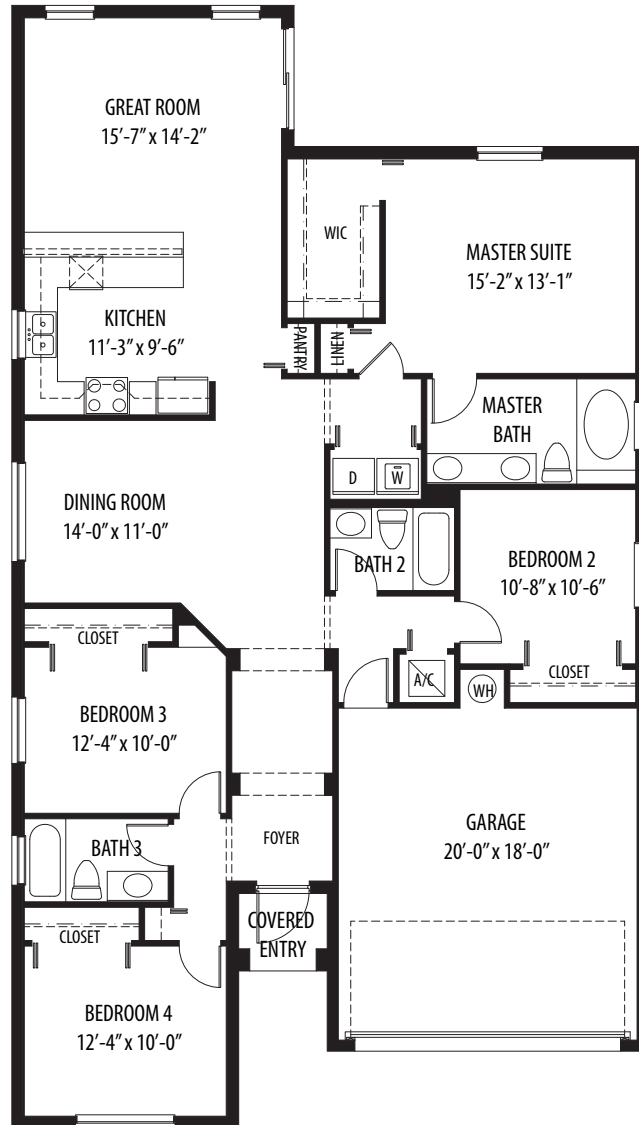 GREAT ROOM
15’-7” x 14’-2”
WIC
MASTER SUITE
15’-2” x 13’-1”
KITCHEN
11’-3” x 9’-6”
PANTRY
LINEN
MASTER
BATH
D
W
DINING ROOM
14’-0” x 11’-0”
BATH 2
BEDROOM 2
10’-8” x 10’-6”
CLOSET
CLOSET
A/C
WH
BEDROOM 3
12’-4” x 10’-0”
GARAGE
20’-0” x 18’-0”
FOYER
BATH 3
COVERED
ENTRY
CLOSET
BEDROOM 4
12’-4” x 10’-0”